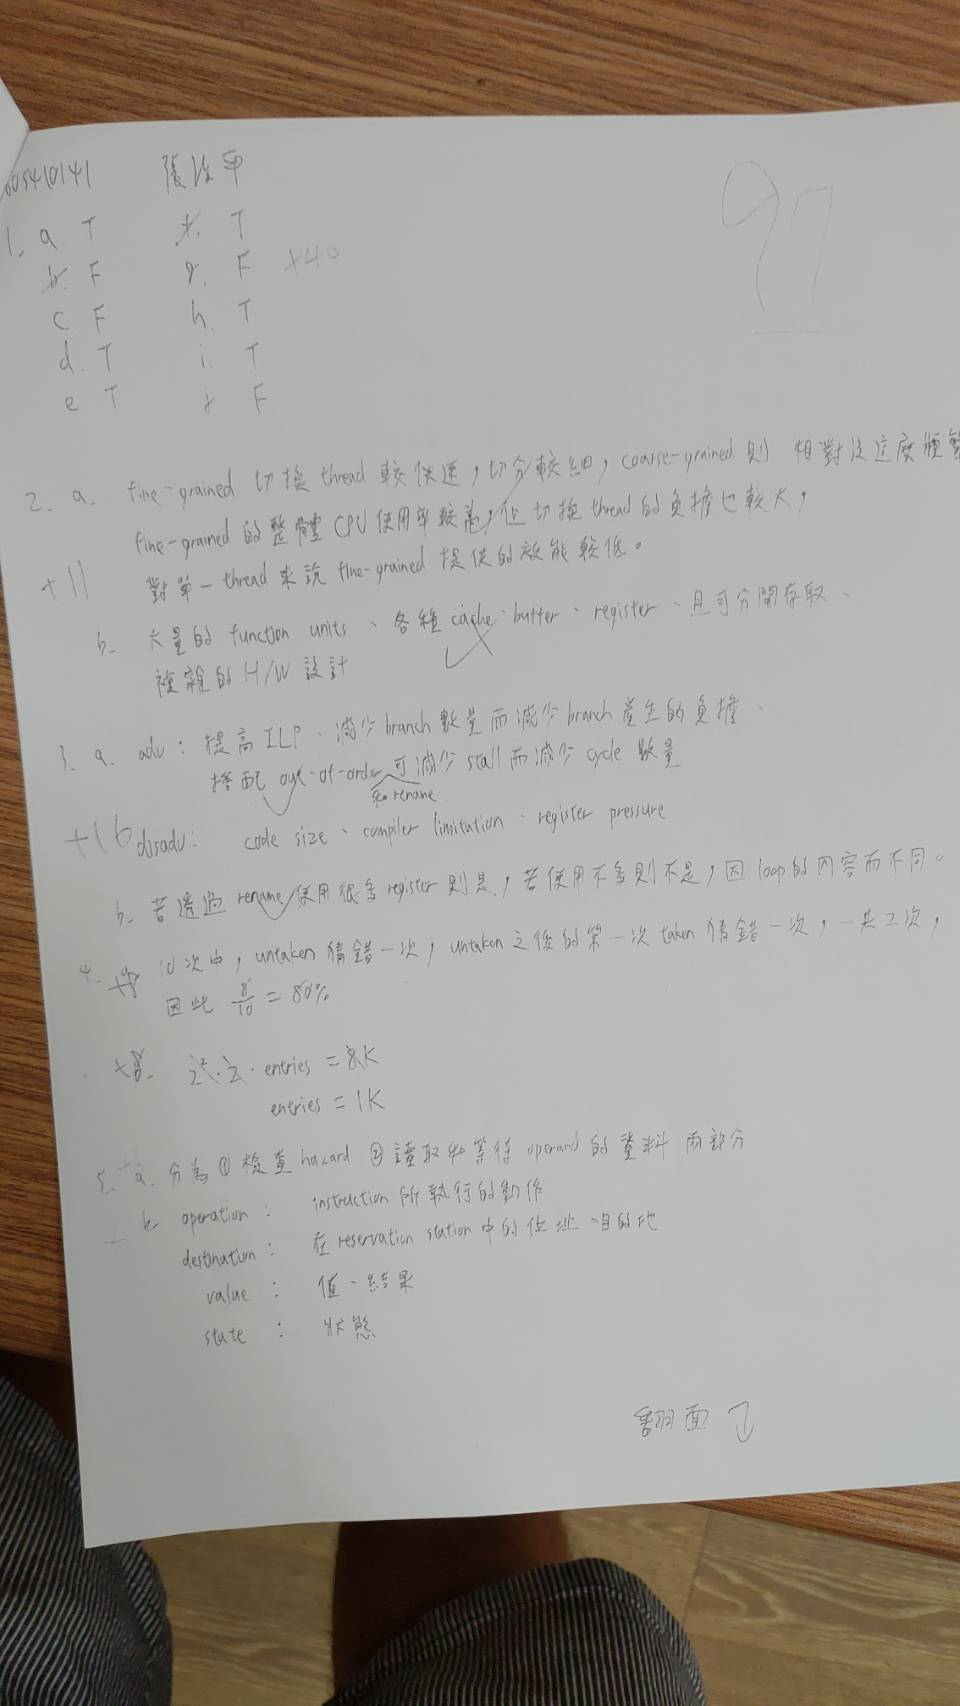 605410141 張 甲
97
1. a T f. T
b. F g. F +40
c. F h. T
d. T i. T
e T j F
2. a. fine-grained 切換 thread 較快速，切分較細，coarse-grained 則 相對沒這麼頻繁
fine-grained 的整體 CPU 使用率較高，但切換 thread 的負擔也較大，
+11 對單一 thread 來說 fine-grained 提供的效能較低。
b. 大量的 function units、各種 cache、buffer、register、且可分開存取、
複雜的 H/W 設計
3. a. adv: 提高 ILP、減少 branch 數量而減少 branch 產生的負擔、
搭配 out-of-order 可減少 stall 而減少 cycle 數量
和 rename
+16 disadv: code size、compiler limitation、register pressure
b. 若透過 rename 使用很多 register 則是，若使用不多則不是，因 loop 的內容而不同。
4. 10次中，untaken 猜錯一次，untaken 之後的第一次 taken 猜錯一次，一共2次，
因此 8/10 = 80%
+8 2²·2·entries = 8K
entries = 1K
5. a. 分為 ① 檢查 hazard ② 讀取和等待 operand 的資料 兩部分
b operation : instruction 所執行的動作
destination : 在 reservation station 中的位址、目的地
value : 值、結果
state : 狀態
翻面